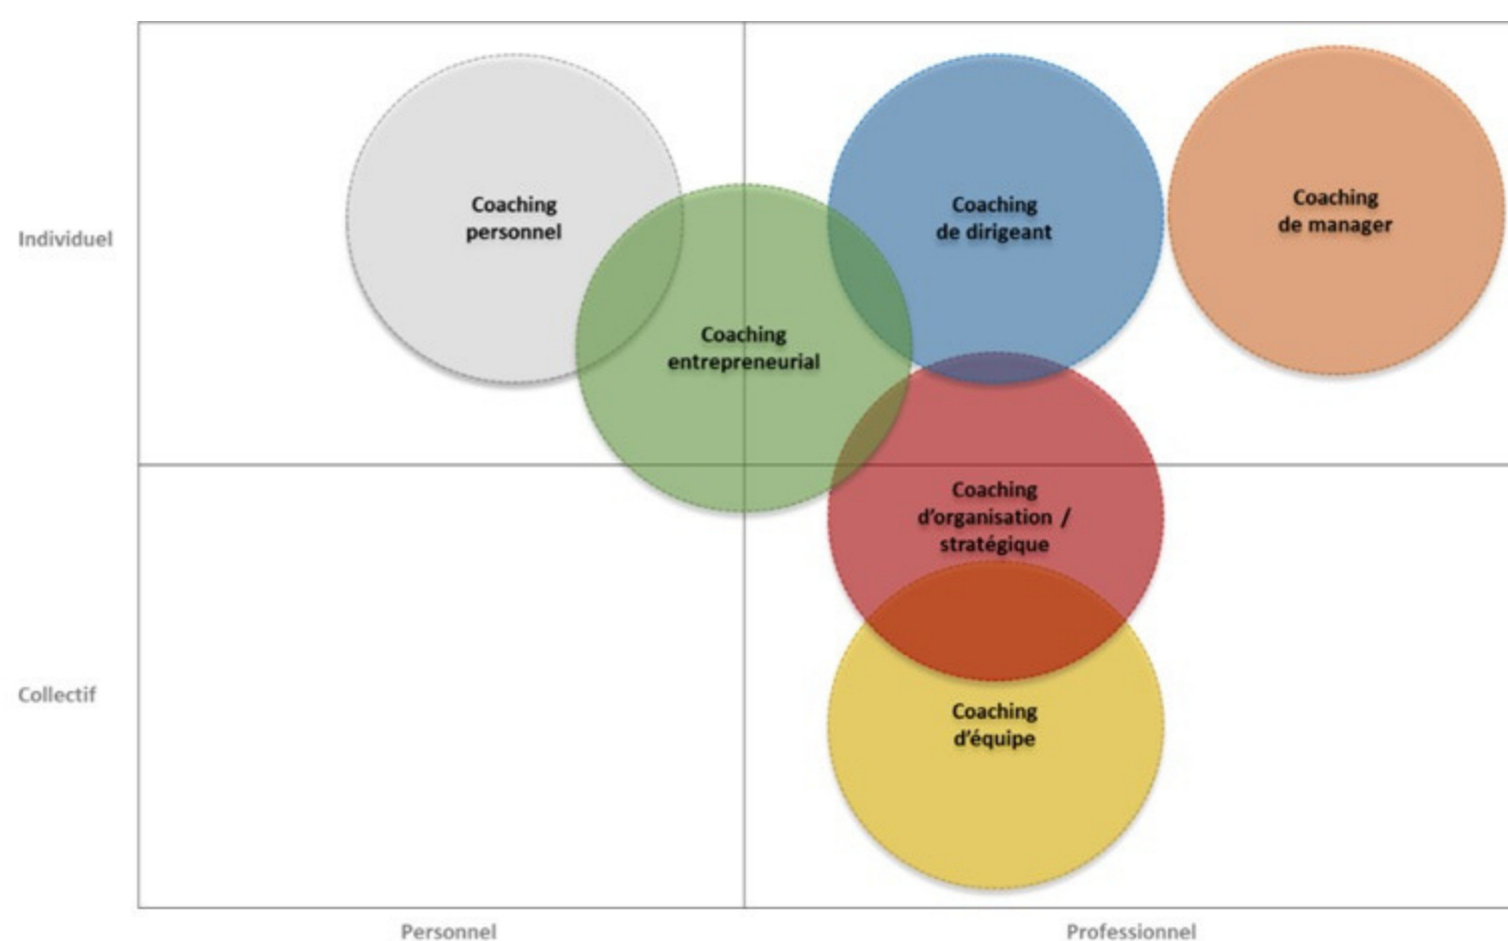 Coaching
personnel
Coaching
de dirigeant
Coaching
de manager
Individuel
Coaching
entrepreneurial
Coaching
d’organisation /
stratégique
Collectif
Coaching
d’équipe
Personnel
Professionnel